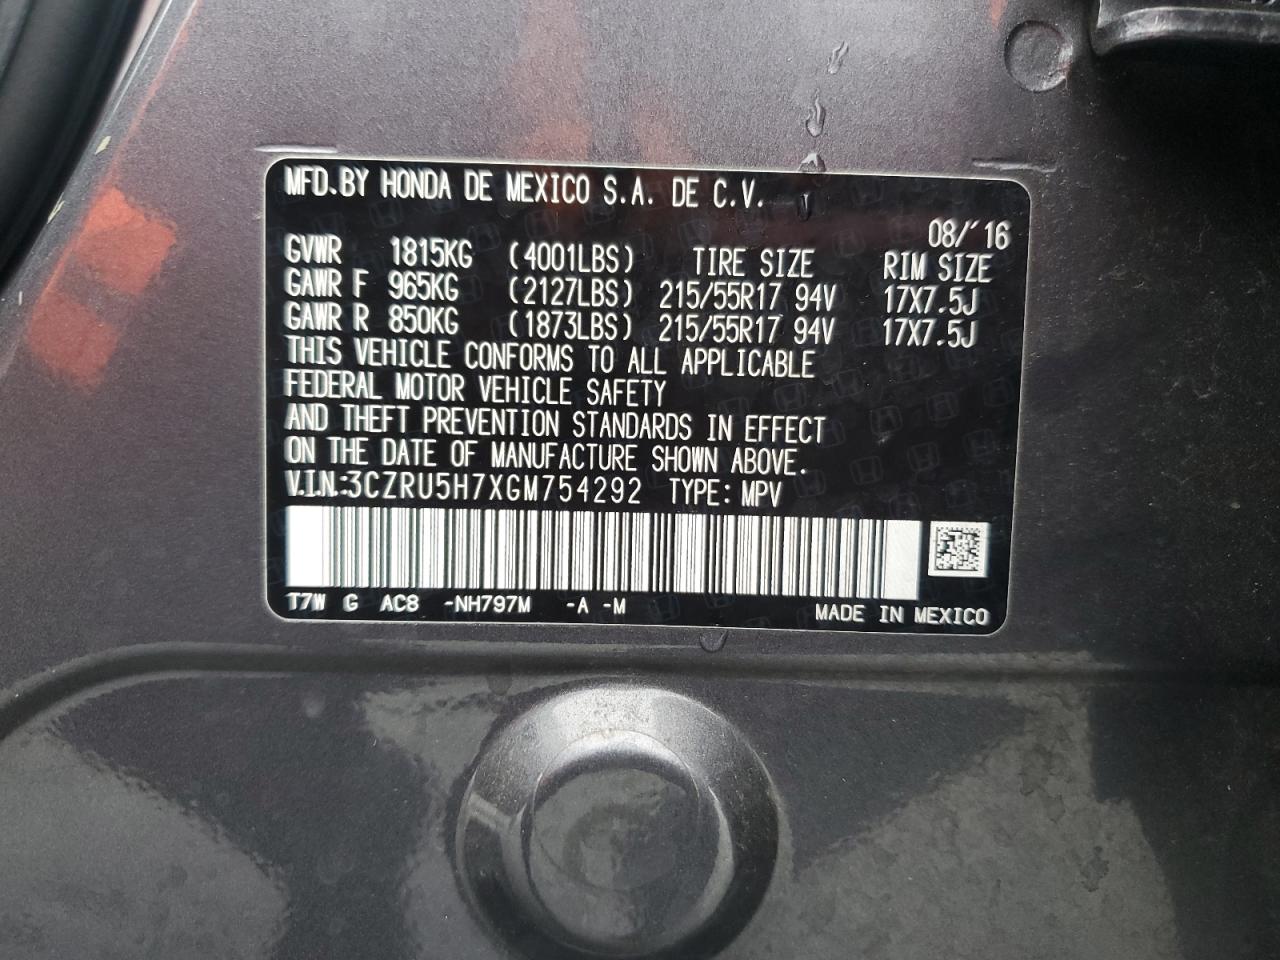 MFD.BY HONDA DE MEXICO S.A. DE C.V.
08/'16
GVWR 1815KG (4001LBS) TIRE SIZE RIM SIZE
GAWR F 965KG (2127LBS) 215/55R17 94V 17X7.5J
GAWR R 850KG (1873LBS) 215/55R17 94V 17X7.5J
THIS VEHICLE CONFORMS TO ALL APPLICABLE
FEDERAL MOTOR VEHICLE SAFETY
AND THEFT PREVENTION STANDARDS IN EFFECT
ON THE DATE OF MANUFACTURE SHOWN ABOVE.
V.I.N.:3CZRU5H7XGM754292 TYPE: MPV
T7W G AC8 -NH797M -A -M MADE IN MEXICO